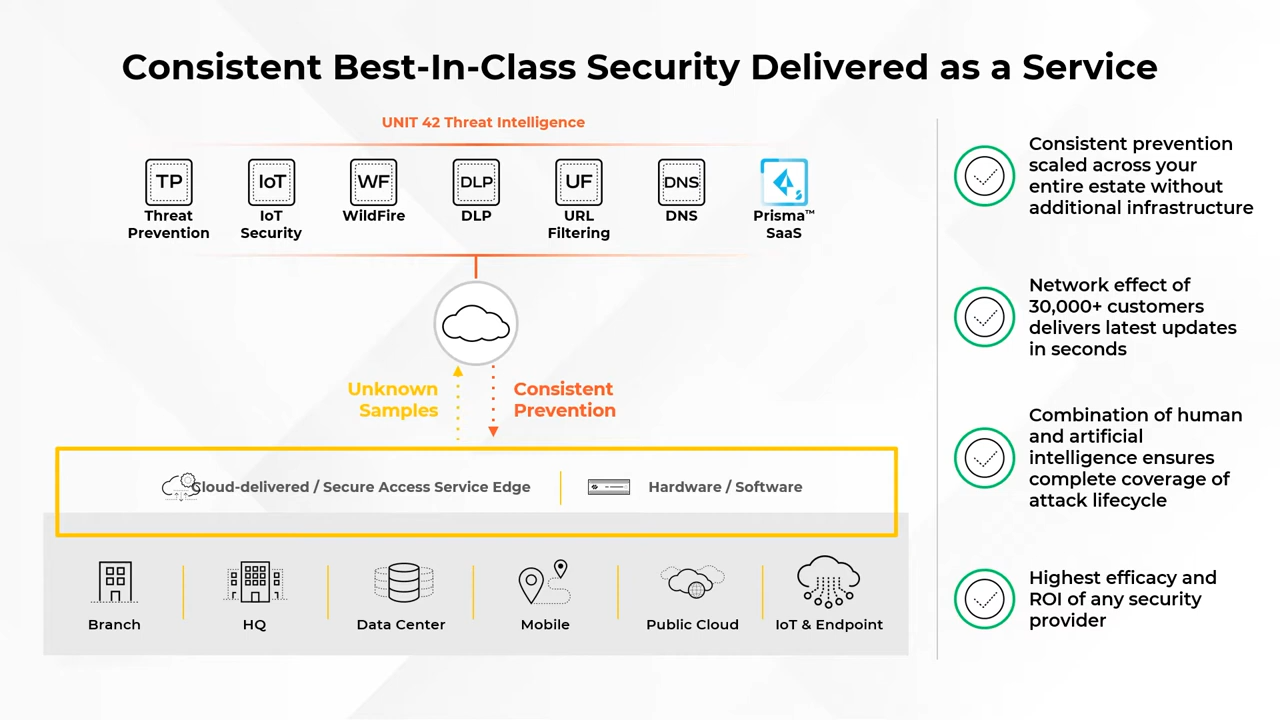 Consistent Best-In-Class Security Delivered as a Service
UNIT 42 Threat Intelligence
TP
IoT
WF
DLP
UF
DNS
S
Threat
Prevention
IoT
Security
WildFire
DLP
URL
Filtering
DNS
Prisma™
SaaS
Unknown
Samples
Consistent
Prevention
Cloud-delivered / Secure Access Service Edge
Hardware / Software
Branch
HQ
Data Center
Mobile
Public Cloud
IoT & Endpoint
Consistent prevention
scaled across your
entire estate without
additional infrastructure
Network effect of
30,000+ customers
delivers latest updates
in seconds
Combination of human
and artificial
intelligence ensures
complete coverage of
attack lifecycle
Highest efficacy and
ROI of any security
provider